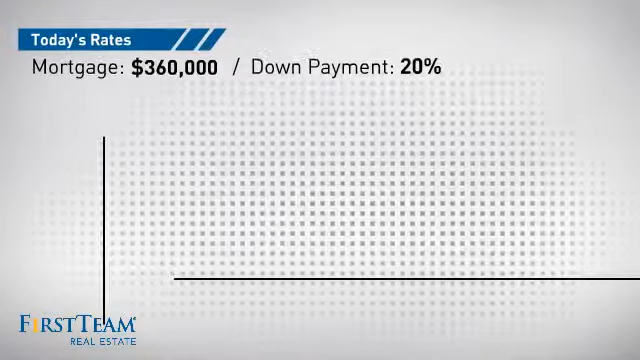 Today's Rates
Mortgage: $360,000 / Down Payment: 20%
FIRSTTEAM®
REAL ESTATE